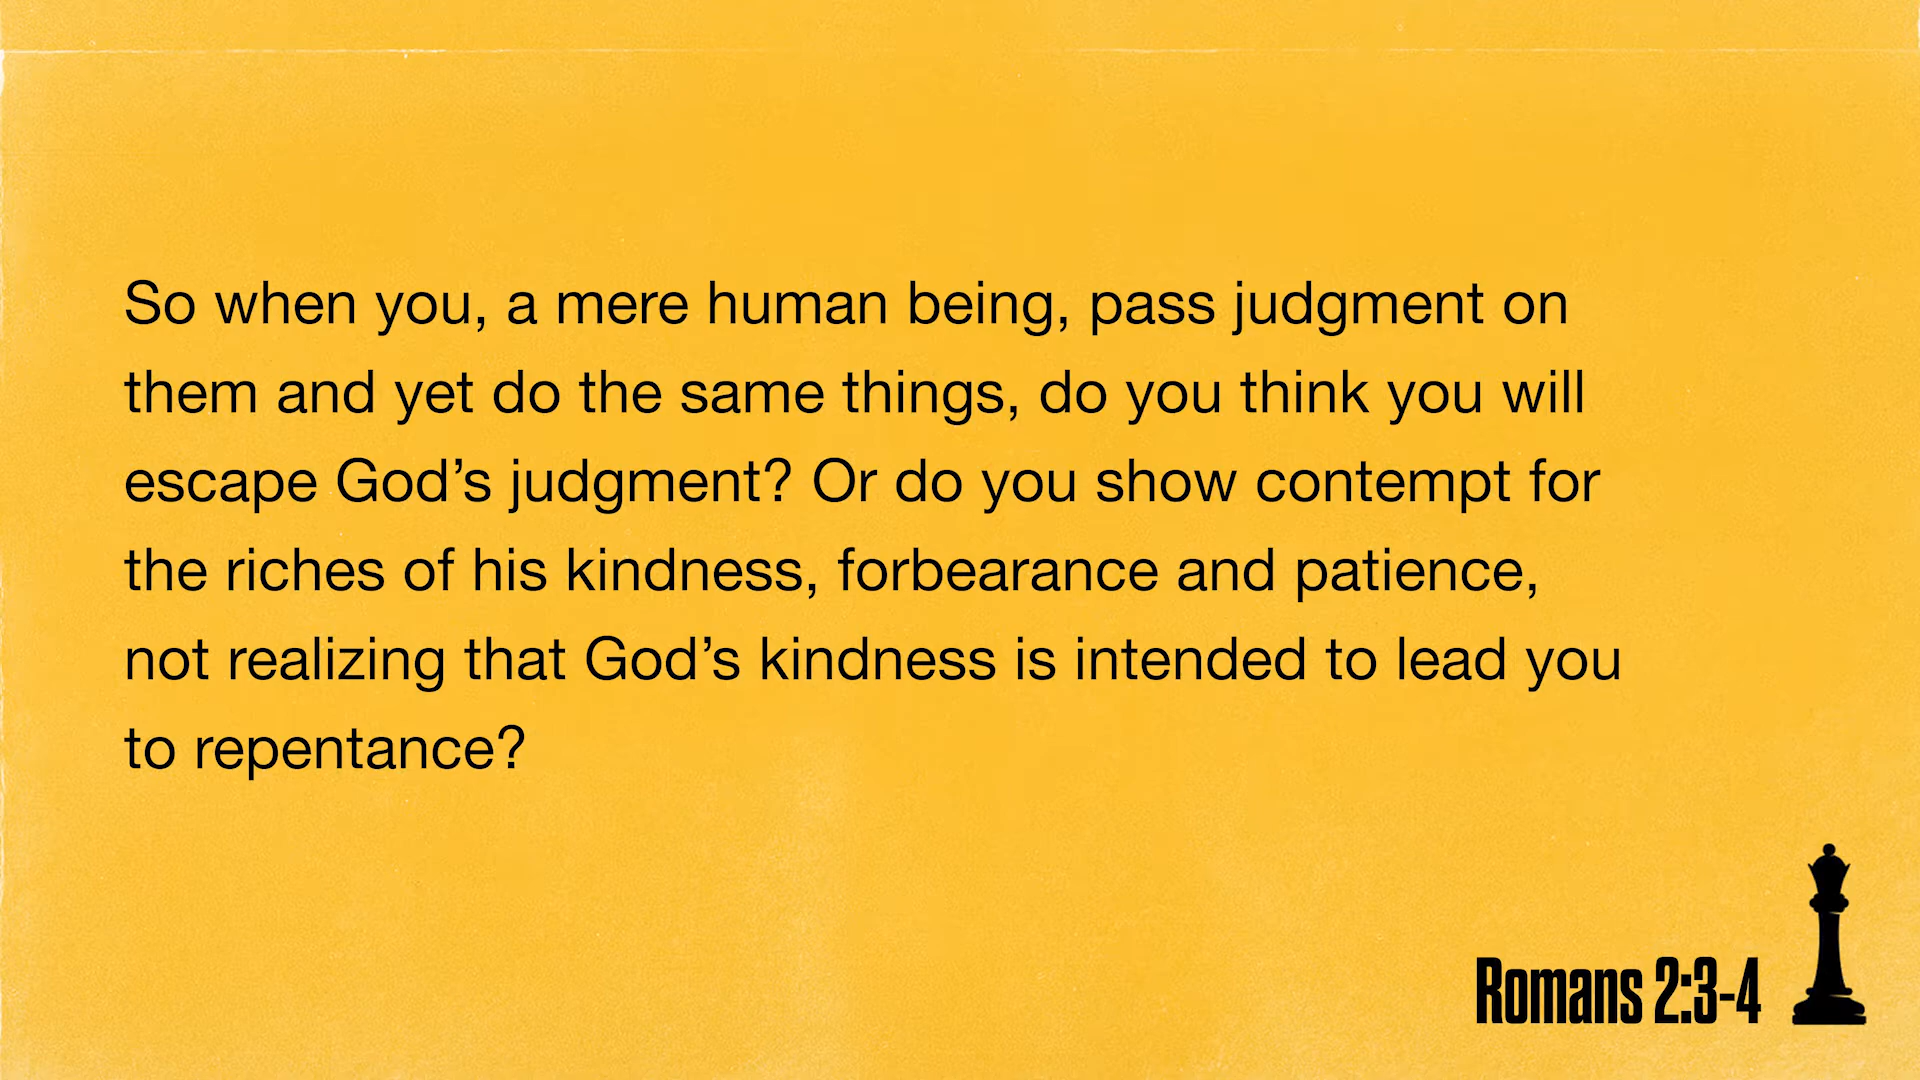 So when you, a mere human being, pass judgment on
them and yet do the same things, do you think you will
escape God’s judgment? Or do you show contempt for
the riches of his kindness, forbearance and patience,
not realizing that God’s kindness is intended to lead you
to repentance?
Romans 2:3-4